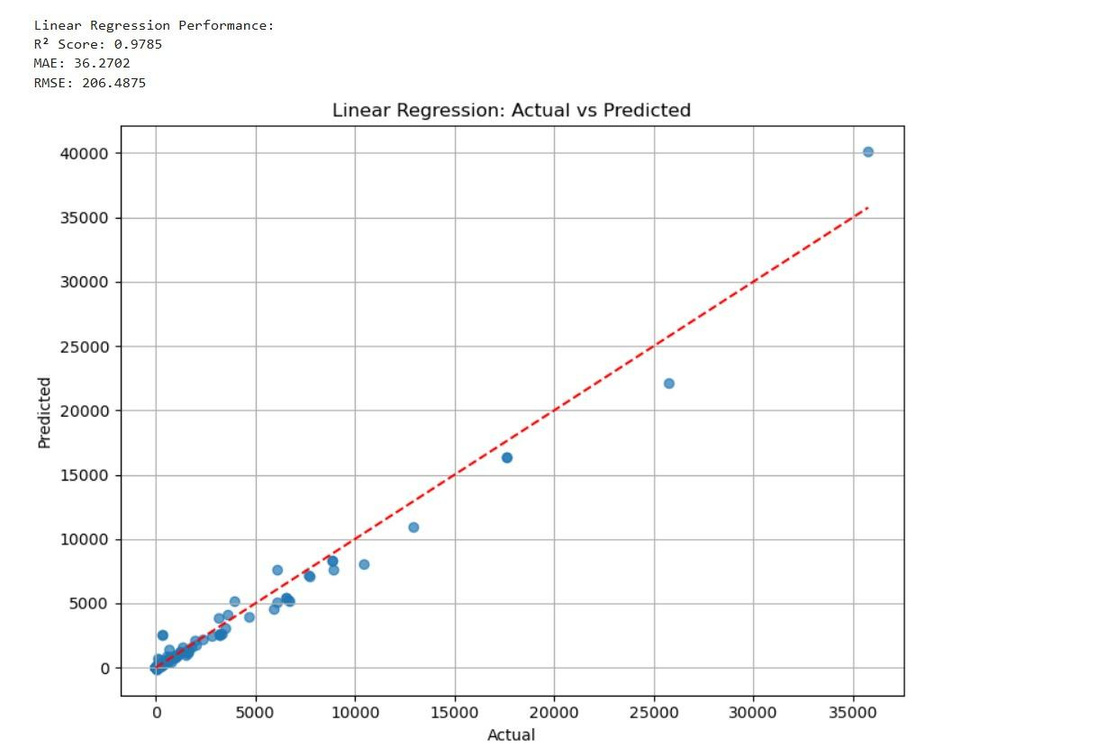 Linear Regression Performance:
R² Score: 0.9785
MAE: 36.2702
RMSE: 206.4875
Linear Regression: Actual vs Predicted
40000
35000
30000
25000
20000
15000
10000
5000
0
Predicted
0 5000 10000 15000 20000 25000 30000 35000
Actual